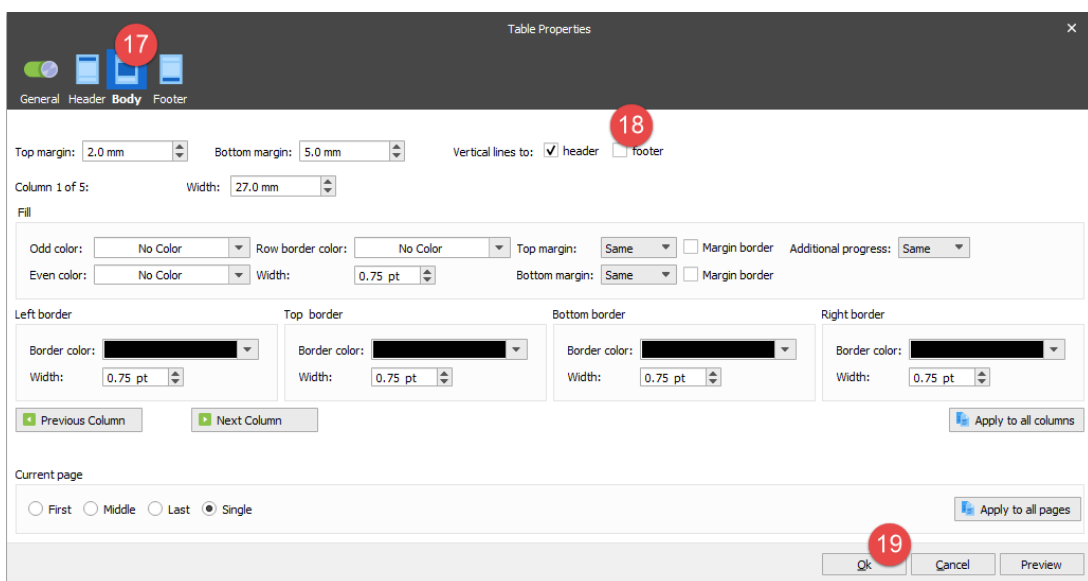 Table Properties
17
General Header Body Footer
18
Top margin: 2.0 mm Bottom margin: 5.0 mm Vertical lines to: header footer
Column 1 of 5: Width: 27.0 mm
Fill
Odd color: No Color Row border color: No Color Top margin: Same Margin border Additional progress: Same
Even color: No Color Width: 0.75 pt Bottom margin: Same Margin border
Left border Top border Bottom border Right border
Border color: Border color: Border color: Border color:
Width: 0.75 pt Width: 0.75 pt Width: 0.75 pt Width: 0.75 pt
Previous Column Next Column Apply to all columns
Current page
First Middle Last Single Apply to all pages
19
Ok Cancel Preview